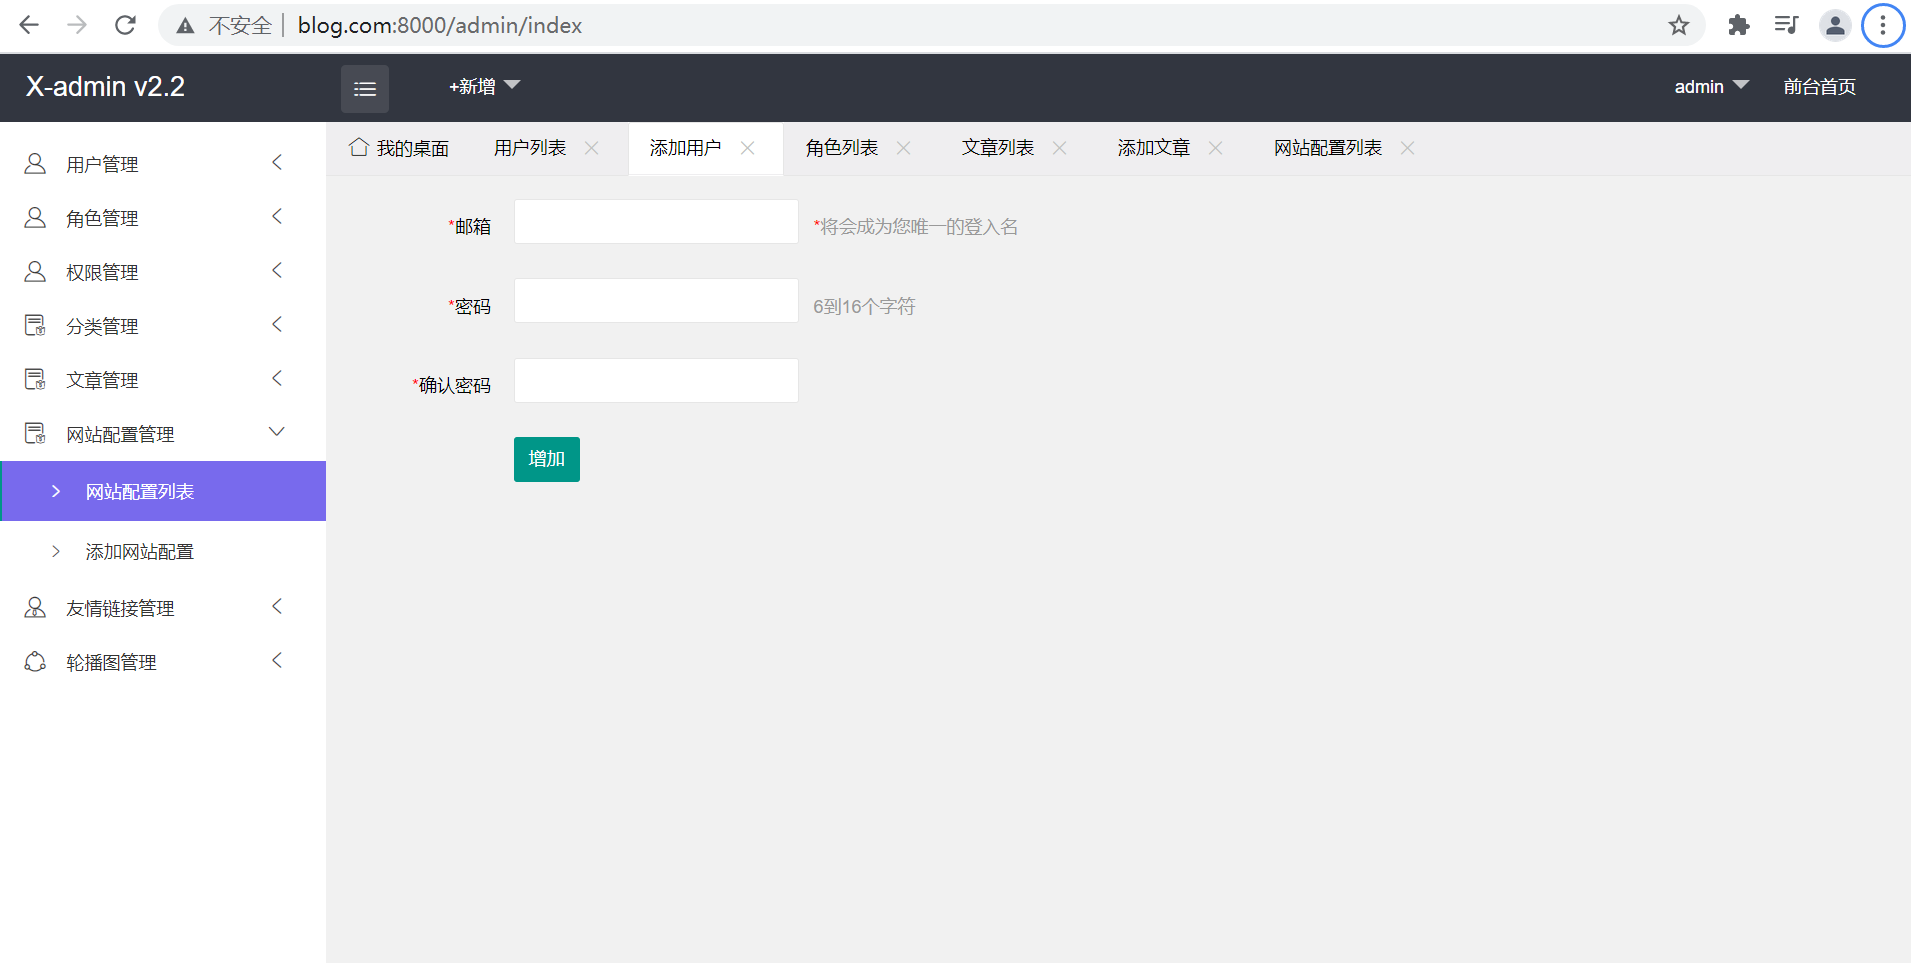 不安全 blog.com:8000/admin/index
X-admin v2.2 +新增 admin 前台首页
我的桌面 用户列表 添加用户 角色列表 文章列表 添加文章 网站配置列表
用户管理
角色管理
权限管理
分类管理
文章管理
网站配置管理
网站配置列表
添加网站配置
友情链接管理
轮播图管理
*邮箱 *将会成为您唯一的登入名
*密码 6到16个字符
*确认密码
增加